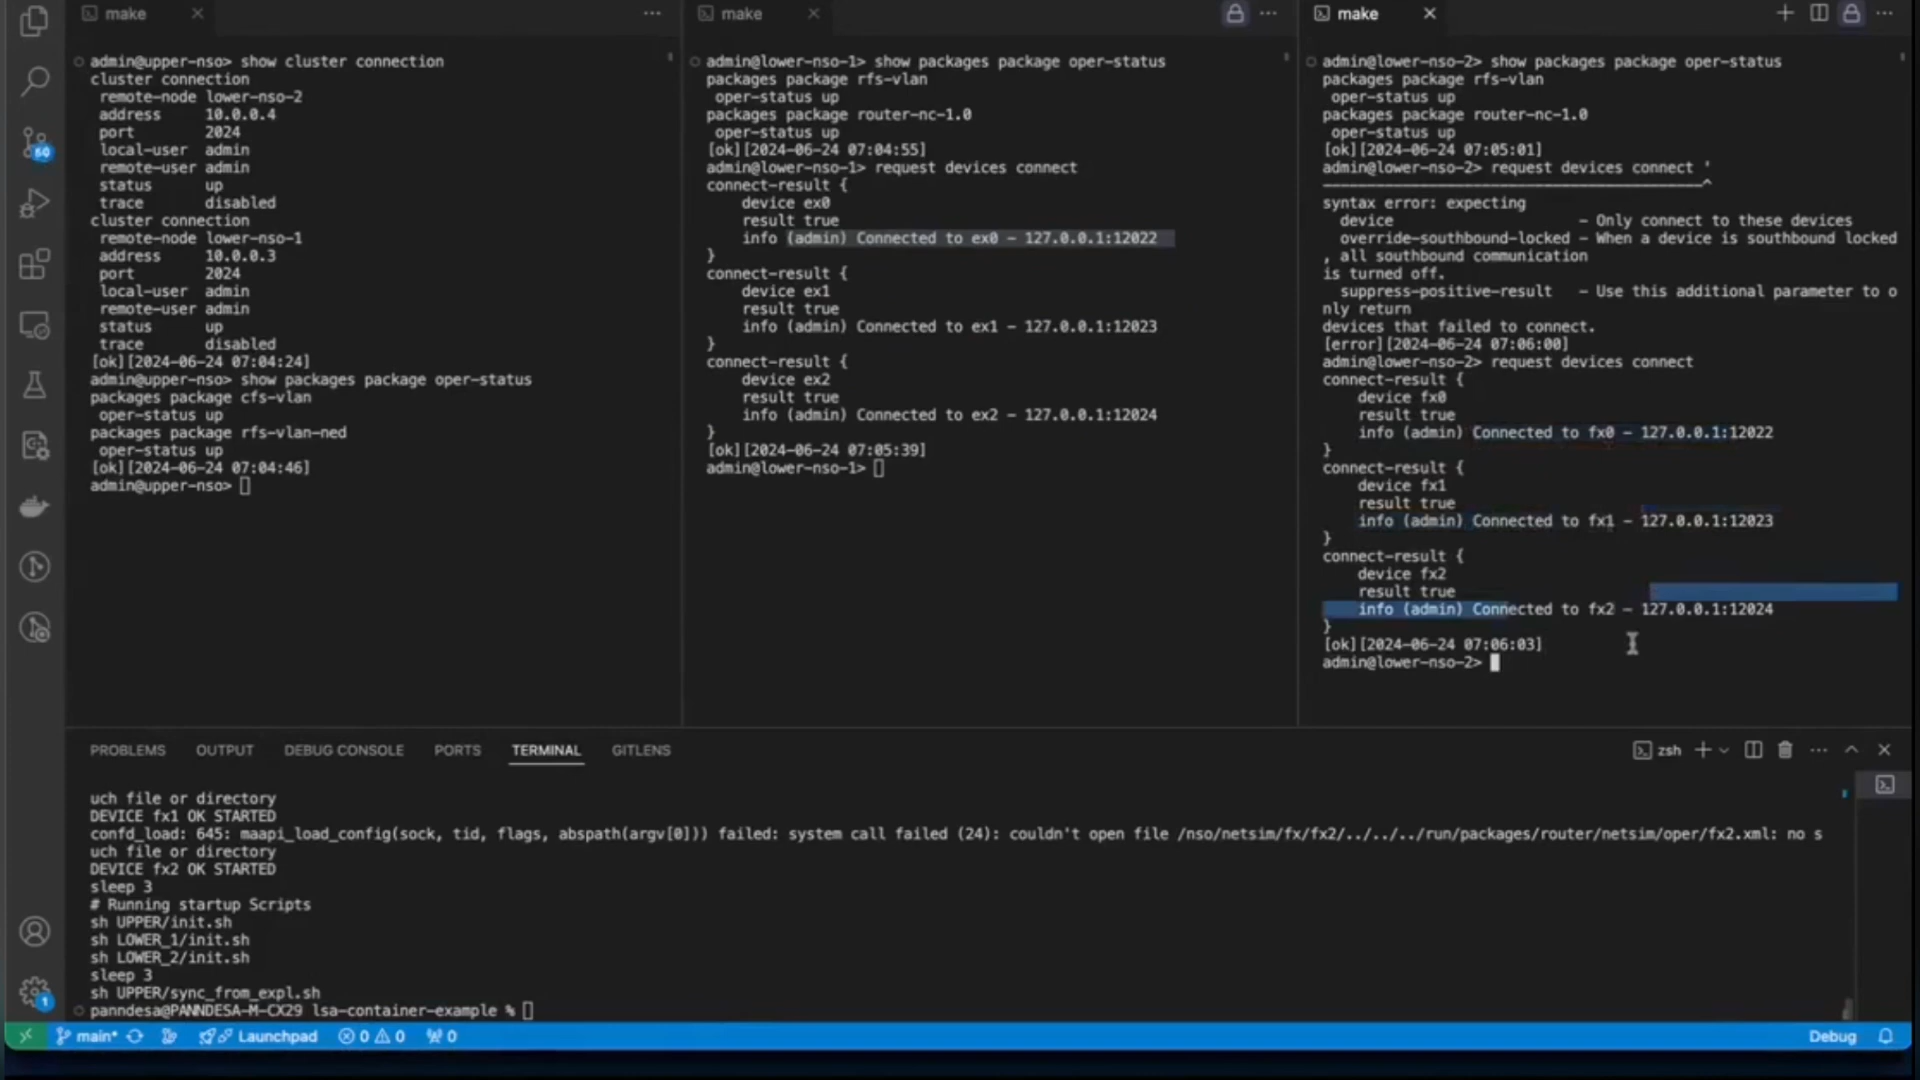 make
make
make
admin@upper-nso> show cluster connection
cluster connection
remote-node lower-nso-2
address 10.0.0.4
port 2024
local-user admin
remote-user admin
status up
trace disabled
cluster connection
remote-node lower-nso-1
address 10.0.0.3
port 2024
local-user admin
remote-user admin
status up
trace disabled
[ok][2024-06-24 07:04:24]
admin@upper-nso> show packages package oper-status
packages package cfs-vlan
oper-status up
packages package rfs-vlan-ned
oper-status up
[ok][2024-06-24 07:04:46]
admin@upper-nso>
admin@lower-nso-1> show packages package oper-status
packages package rfs-vlan
oper-status up
packages package router-nc-1.0
oper-status up
[ok][2024-06-24 07:04:55]
admin@lower-nso-1> request devices connect
connect-result {
device ex0
result true
info (admin) Connected to ex0 - 127.0.0.1:12022
}
connect-result {
device ex1
result true
info (admin) Connected to ex1 - 127.0.0.1:12023
}
connect-result {
device ex2
result true
info (admin) Connected to ex2 - 127.0.0.1:12024
}
[ok][2024-06-24 07:05:39]
admin@lower-nso-1>
admin@lower-nso-2> show packages package oper-status
packages package rfs-vlan
oper-status up
packages package router-nc-1.0
oper-status up
[ok][2024-06-24 07:05:01]
admin@lower-nso-2> request devices connect '
-------------------------------------------^
syntax error: expecting
device - Only connect to these devices
override-southbound-locked - When a device is southbound locked
, all southbound communication
is turned off.
suppress-positive-result - Use this additional parameter to o
nly return
devices that failed to connect.
[error][2024-06-24 07:06:00]
admin@lower-nso-2> request devices connect
connect-result {
device fx0
result true
info (admin) Connected to fx0 - 127.0.0.1:12022
}
connect-result {
device fx1
result true
info (admin) Connected to fx1 - 127.0.0.1:12023
}
connect-result {
device fx2
result true
info (admin) Connected to fx2 - 127.0.0.1:12024
}
[ok][2024-06-24 07:06:03]
admin@lower-nso-2>
60
1
PROBLEMS OUTPUT DEBUG CONSOLE PORTS TERMINAL GITLENS
zsh
uch file or directory
DEVICE fx1 OK STARTED
confd_load: 645: maapi_load_config(sock, tid, flags, abspath(argv[0])) failed: system call failed (24): couldn't open file /nso/netsim/fx/fx2/../../../run/packages/router/netsim/oper/fx2.xml: no s
uch file or directory
DEVICE fx2 OK STARTED
sleep 3
# Running startup Scripts
sh UPPER/init.sh
sh LOWER_1/init.sh
sh LOWER_2/init.sh
sleep 3
sh UPPER/sync_from_expl.sh
panndesa@PANNDESA-M-CX29 lsa-container-example %
main* Launchpad 0 0 0 Debug